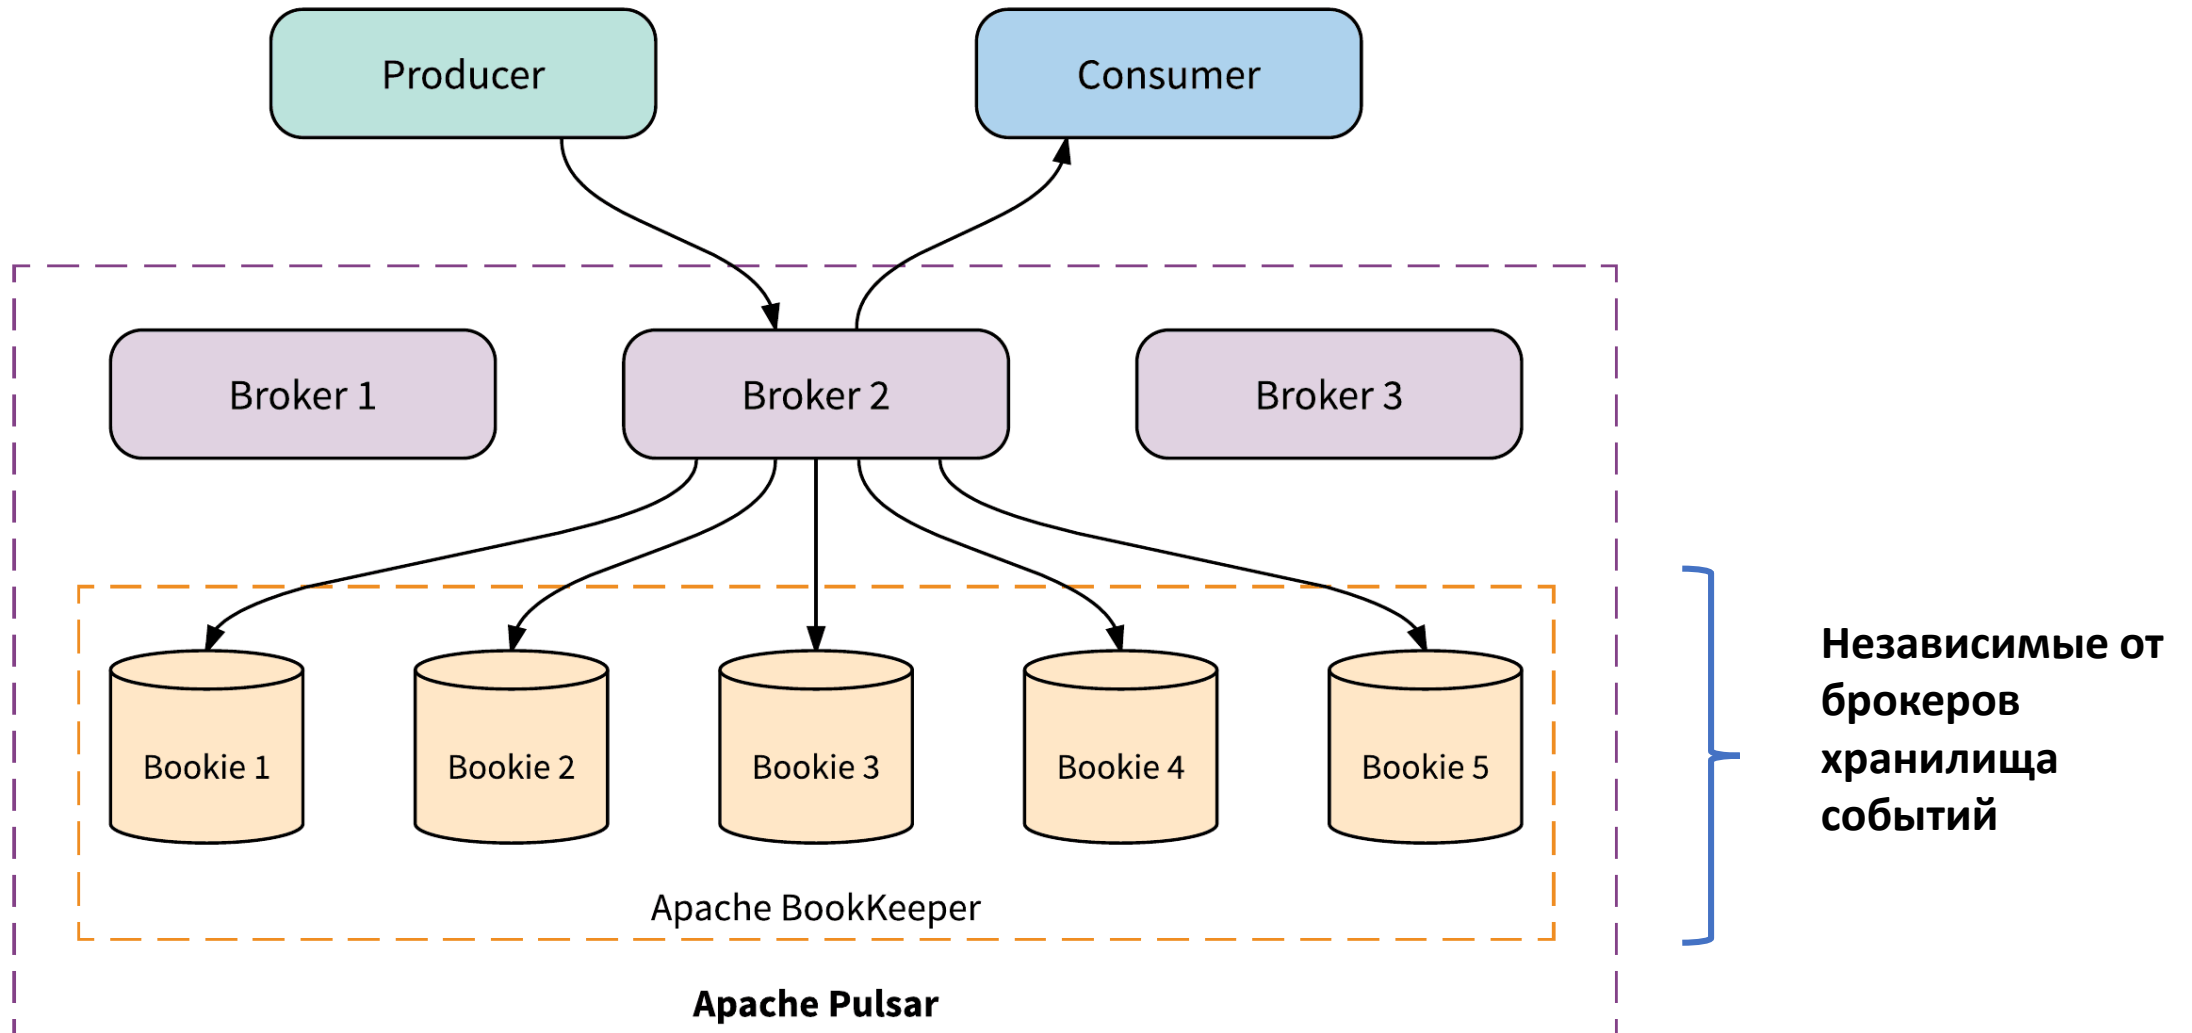 Producer
Consumer
Broker 1
Broker 2
Broker 3
Bookie 1
Bookie 2
Bookie 3
Bookie 4
Bookie 5
Apache BookKeeper
Apache Pulsar
Независимые от
брокеров
хранилища
событий